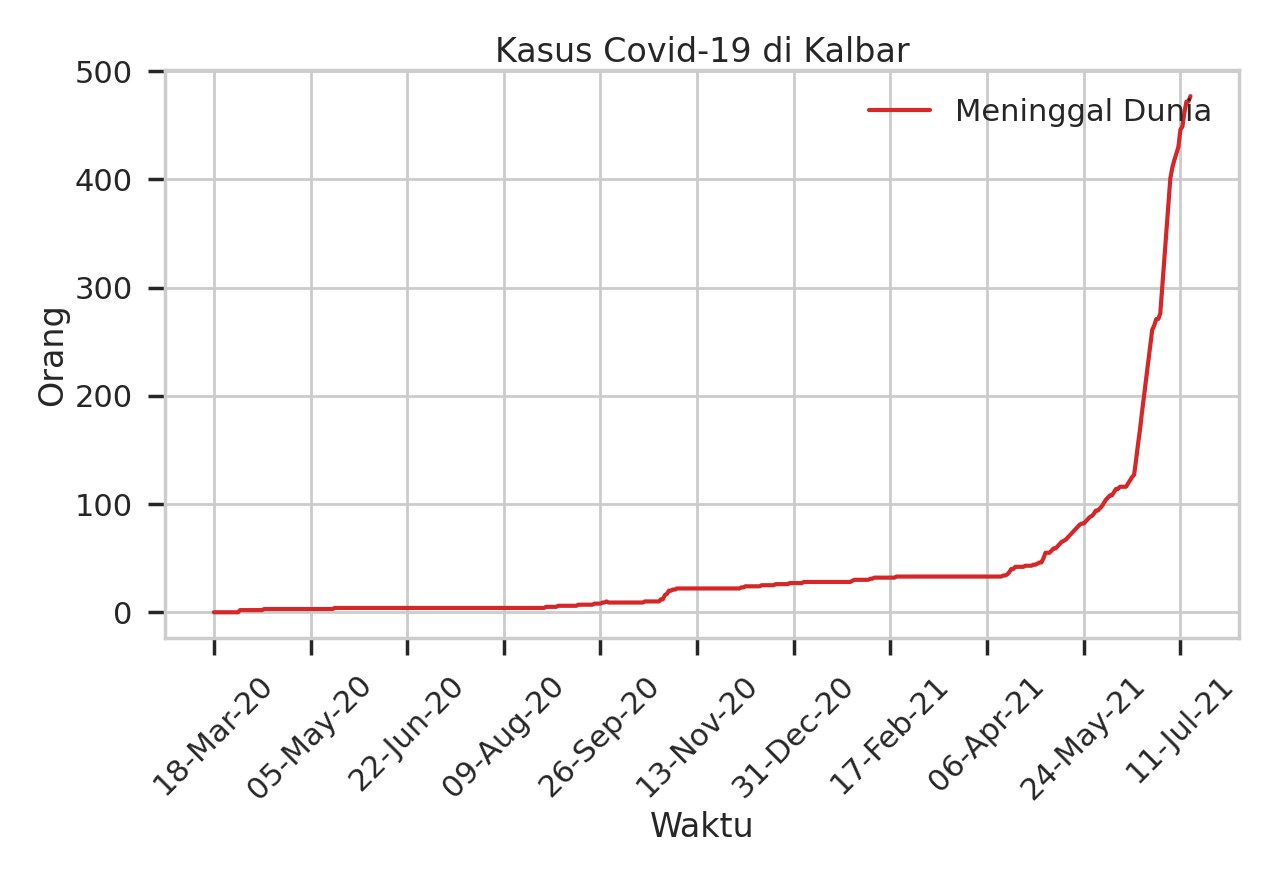 Kasus Covid-19 di Kalbar
Meninggal Dunia
Orang
500
400
300
200
100
0
18-Mar-20
05-May-20
22-Jun-20
09-Aug-20
26-Sep-20
13-Nov-20
31-Dec-20
17-Feb-21
06-Apr-21
24-May-21
11-Jul-21
Waktu